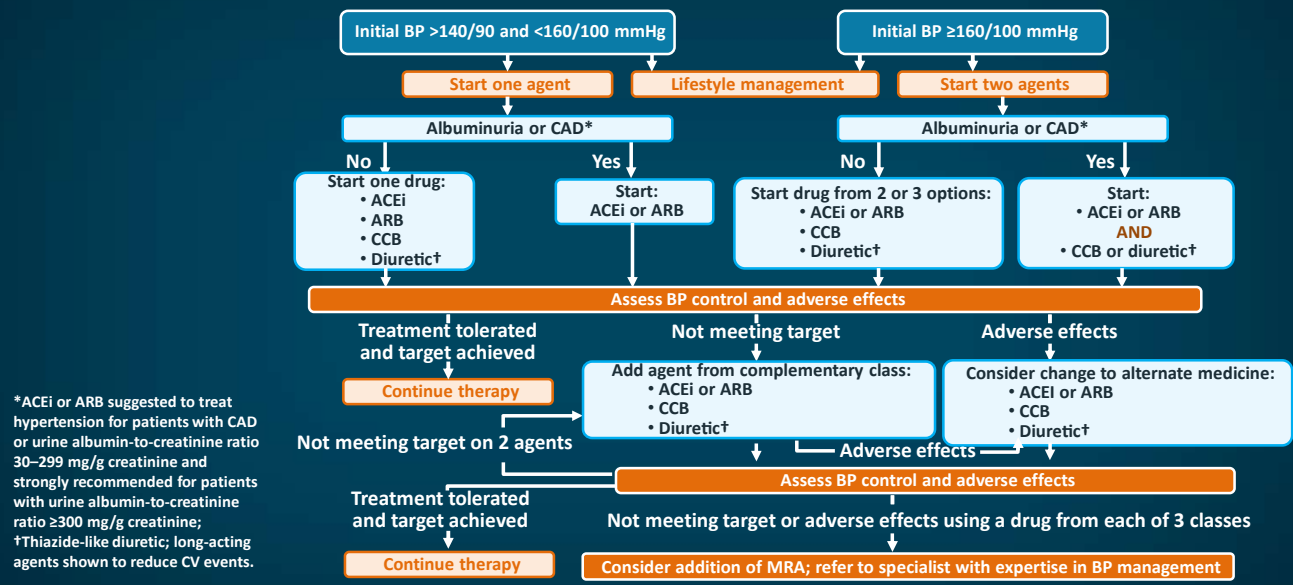 Initial BP >140/90 and <160/100 mmHg
Initial BP ≥160/100 mmHg
Start one agent
Lifestyle management
Start two agents
Albuminuria or CAD*
Albuminuria or CAD*
No
Yes
No
Yes
Start one drug:
• ACEi
• ARB
• CCB
• Diuretic†
Start:
ACEi or ARB
Start drug from 2 or 3 options:
• ACEi or ARB
• CCB
• Diuretic†
Start:
• ACEi or ARB
AND
• CCB or diuretic†
Assess BP control and adverse effects
Treatment tolerated
and target achieved
Not meeting target
Adverse effects
Continue therapy
Add agent from complementary class:
• ACEi or ARB
• CCB
• Diuretic†
Consider change to alternate medicine:
• ACEI or ARB
• CCB
• Diuretic†
Not meeting target on 2 agents
Adverse effects
Assess BP control and adverse effects
Treatment tolerated
and target achieved
Not meeting target or adverse effects using a drug from each of 3 classes
Continue therapy
Consider addition of MRA; refer to specialist with expertise in BP management
*ACEi or ARB suggested to treat
hypertension for patients with CAD
or urine albumin-to-creatinine ratio
30–299 mg/g creatinine and
strongly recommended for patients
with urine albumin-to-creatinine
ratio ≥300 mg/g creatinine;
†Thiazide-like diuretic; long-acting
agents shown to reduce CV events.